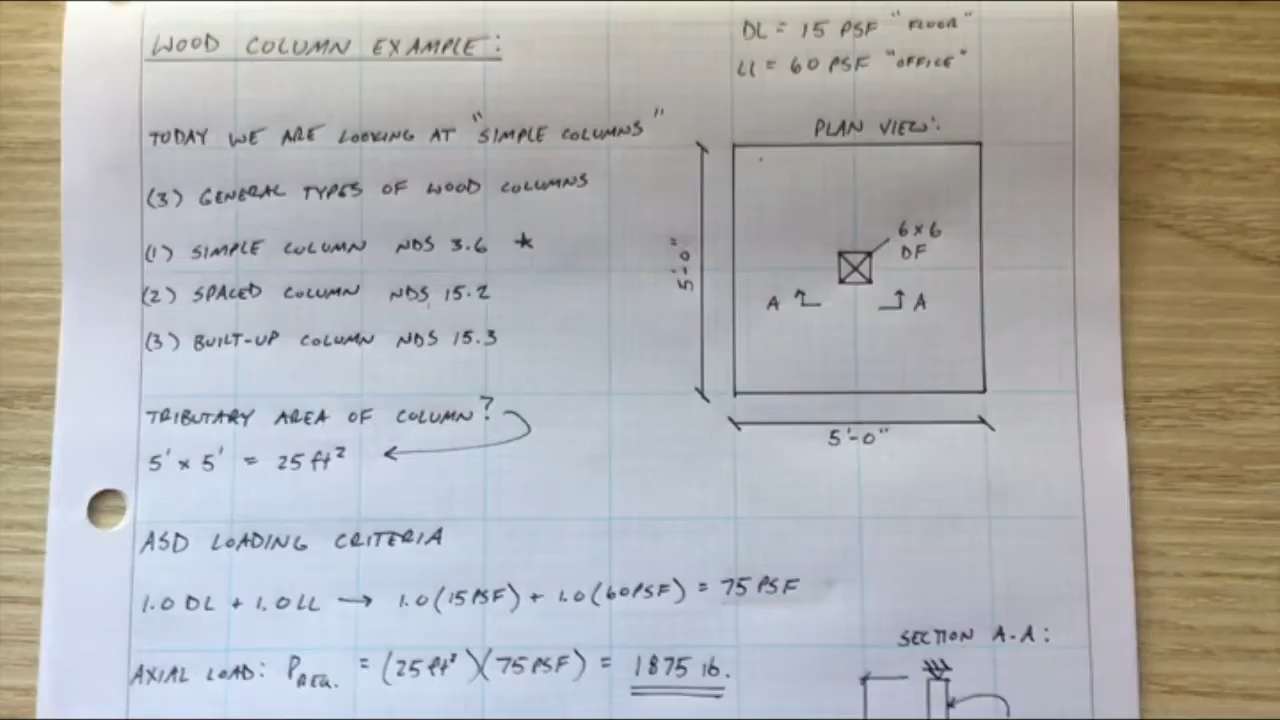 WOOD COLUMN EXAMPLE:
DL = 15 PSF "FLOOR"
LL = 60 PSF "OFFICE"
TODAY WE ARE LOOKING AT "SIMPLE COLUMNS"
(3) GENERAL TYPES OF WOOD COLUMNS
(1) SIMPLE COLUMN NDS 3.6 ★
(2) SPACED COLUMN NDS 15.2
(3) BUILT-UP COLUMN NDS 15.3
PLAN VIEW:
5'-0"
6x6
DF
A A
5'-0"
TRIBUTARY AREA OF COLUMN?
5' x 5' = 25 ft²
ASD LOADING CRITERIA
1.0 DL + 1.0 LL → 1.0(15PSF) + 1.0(60PSF) = 75 PSF
AXIAL LOAD: P REQ. = (25 ft²)(75 PSF) = 1875 lb.
SECTION A-A: